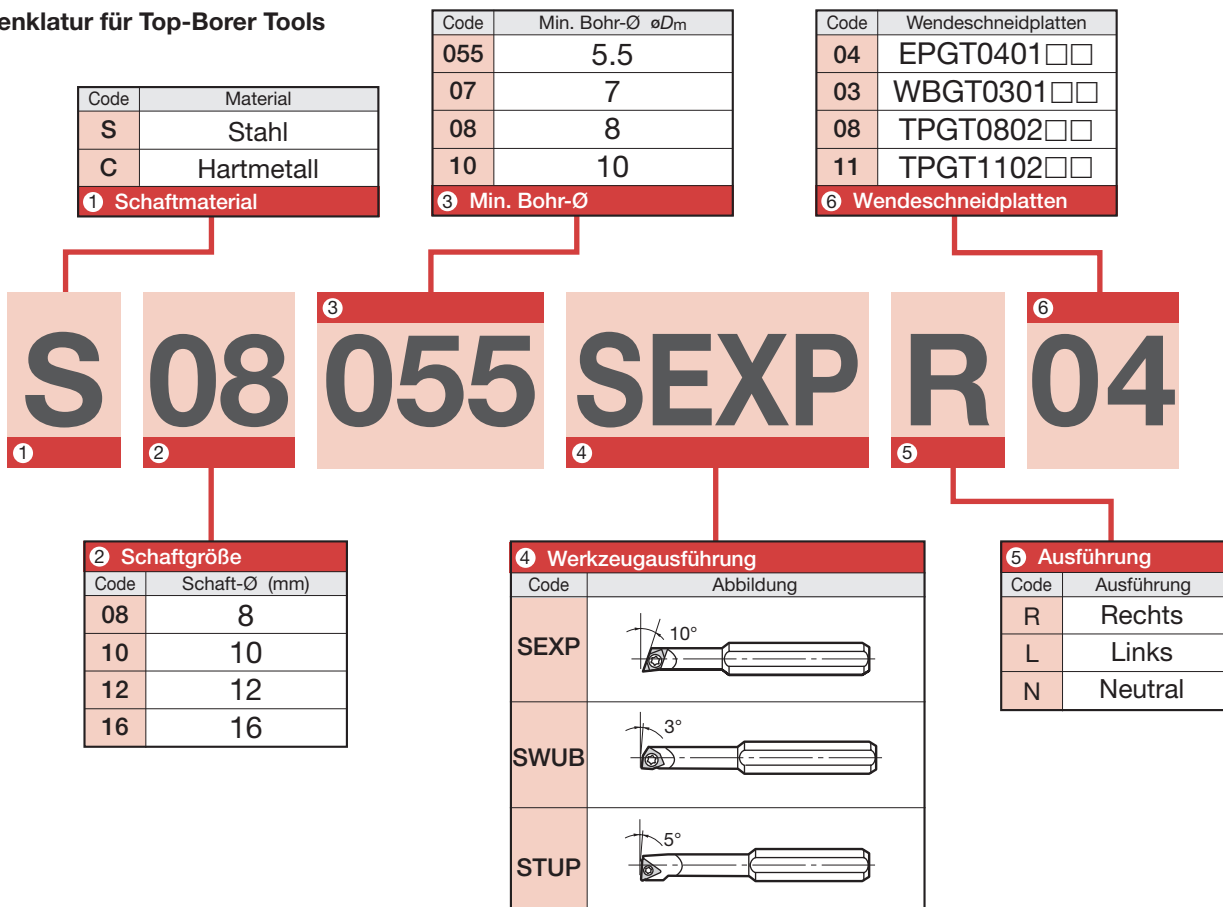 enklatur für Top-Borer Tools
Code Material
S Stahl
C Hartmetall
① Schaftmaterial
Code Min. Bohr-Ø øDm
055 5.5
07 7
08 8
10 10
③ Min. Bohr-Ø
Code Wendeschneidplatten
04 EPGT0401□□
03 WBGT0301□□
08 TPGT0802□□
11 TPGT1102□□
⑥ Wendeschneidplatten
③ ⑥
S 08 055 SEXP R 04
① ② ④ ⑤
② Schaftgröße
Code Schaft-Ø (mm)
08 8
10 10
12 12
16 16
④ Werkzeugausführung
Code Abbildung
SEXP 10°
SWUB 3°
STUP 5°
⑤ Ausführung
Code Ausführung
R Rechts
L Links
N Neutral